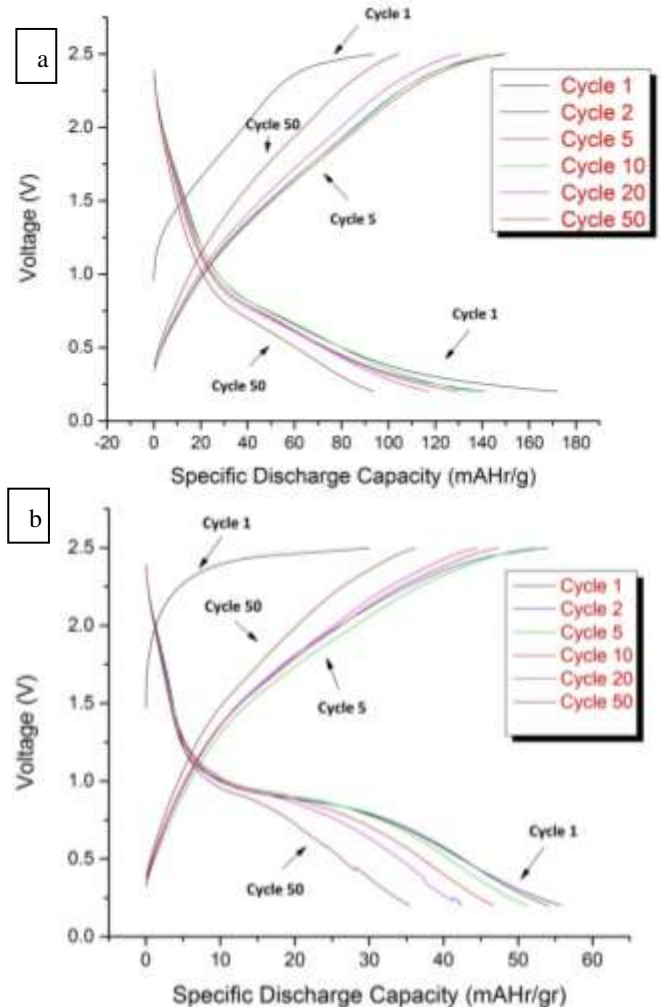 a
Cycle 1
2.5
Cycle 1
Cycle 2
2.0
Cycle 50
Cycle 5
Cycle 10
Cycle 20
1.5
Cycle 5
Cycle 50
Voltage (V)
1.0
Cycle 1
0.5
Cycle 50
0.0
-20 0 20 40 60 80 100 120 140 160 180
Specific Discharge Capacity (mAHr/g)
b
Cycle 1
2.5
Cycle 1
Cycle 50
Cycle 2
2.0
Cycle 5
Cycle 10
Cycle 5
Cycle 20
1.5
Cycle 50
Voltage (V)
1.0
Cycle 1
0.5
Cycle 50
0.0
0 10 20 30 40 50 60
Specific Discharge Capacity (mAHr/gr)